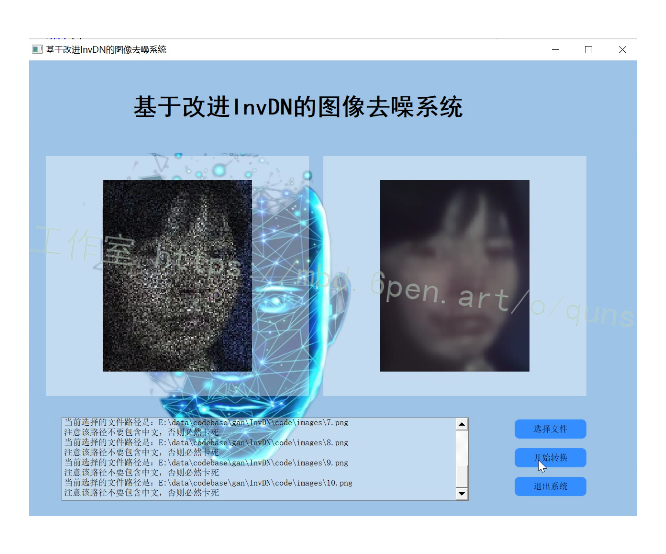 基于改进InvDN的图像去噪系统
基于改进InvDN的图像去噪系统
工作室 https://mbd.6pen.art/o/quns
当前选择的文件路径是：E:\data\codebase\gan\InvDN\code\images\7.png
注意该路径不要包含中文，否则必然卡死
当前选择的文件路径是：E:\data\codebase\gan\InvDN\code\images\8.png
注意该路径不要包含中文，否则必然卡死
当前选择的文件路径是：E:\data\codebase\gan\InvDN\code\images\9.png
注意该路径不要包含中文，否则必然卡死
当前选择的文件路径是：E:\data\codebase\gan\InvDN\code\images\10.png
注意该路径不要包含中文，否则必然卡死
选择文件
开始转换
退出系统